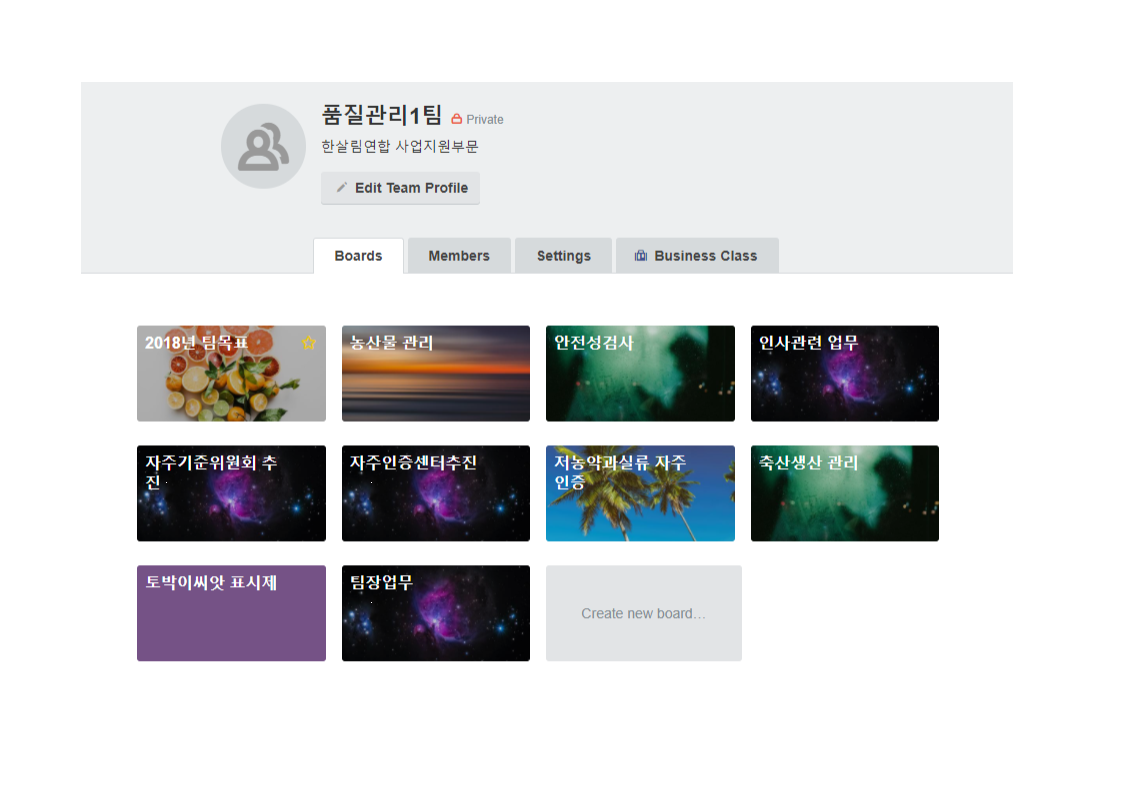 품질관리1팀 Private
한살림연합 사업지원부문
Edit Team Profile
Boards Members Settings Business Class
2018년 팀목표
농산물 관리
안전성검사
인사관련 업무
자주기준위원회 추
진
자주인증센터추진
저농약과실류 자주
인증
축산생산 관리
토박이씨앗 표시제
팀장업무
Create new board...